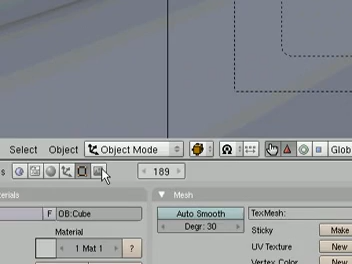 Select Object Object Mode Glob
s 189
erials Mesh
F OB:Cube Auto Smooth TexMesh:
Material Degr: 30 Sticky Make
1 Mat 1 ? UV Texture New
Vertex Color New